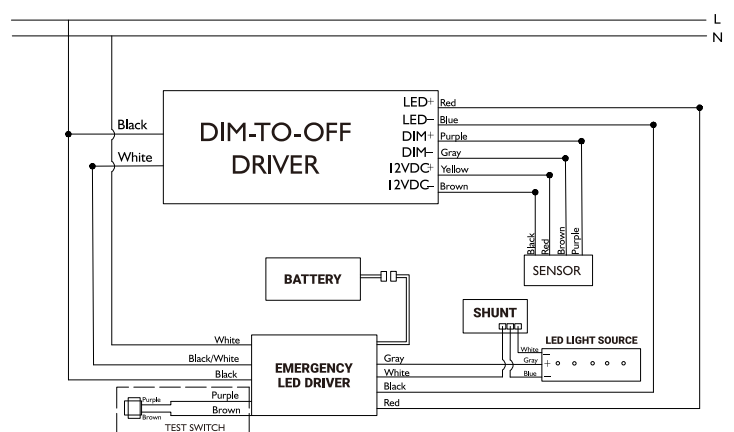 L
N
Black
White
DIM-TO-OFF
DRIVER
LED+ Red
LED- Blue
DIM+ Purple
DIM- Gray
12VDC+ Yellow
12VDC- Brown
Black
Red
Brown
Purple
SENSOR
BATTERY
SHUNT
LED LIGHT SOURCE
White
Gray
Blue
-
+
-
White
Black/White
Black
Purple
Brown
EMERGENCY
LED DRIVER
Gray
White
Black
Red
Purple
Brown
TEST SWITCH